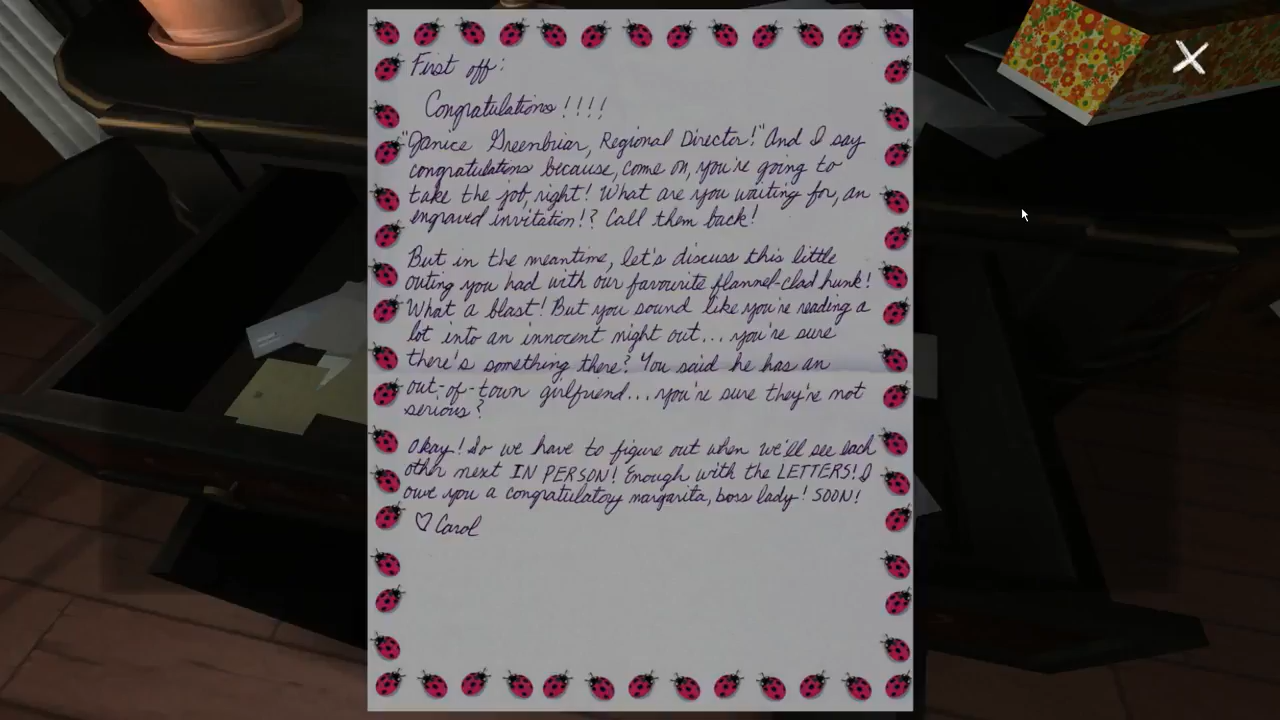 First off:
Congratulations!!!!
"Janice Greenbriar, Regional Director!" And I say
congratulations because, come on, you're going to
take the job, right! What are you waiting for, an
engraved invitation!? Call them back!
But in the meantime, let's discuss this little
outing you had with our favourite flannel-clad hunk!
What a blast! But you sound like you're reading a
lot into an innocent night out... you're sure
there's something there? You said he has an
out-of-town girlfriend... you're sure they're not
serious?
Okay! So we have to figure out when we'll see each
other next IN PERSON! Enough with the LETTERS! I
owe you a congratulatory margarita, boss lady! SOON!
♡ Carol